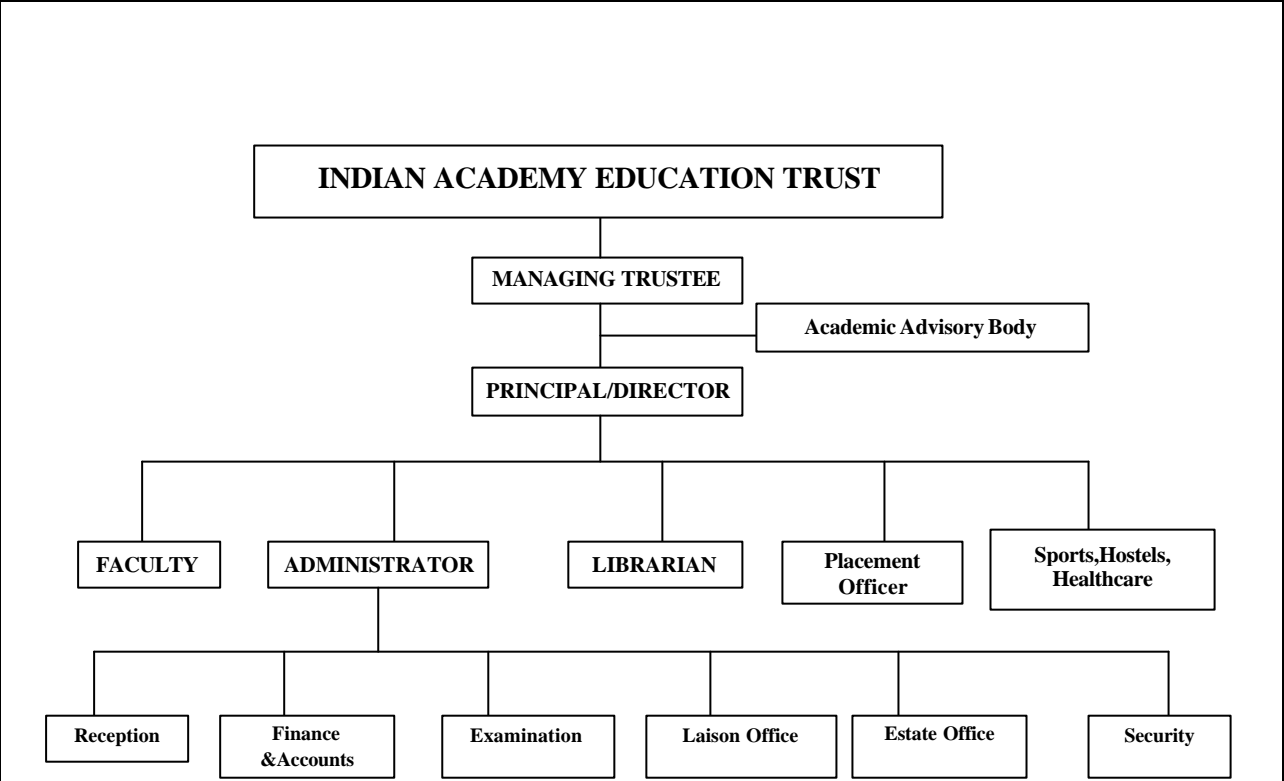 INDIAN ACADEMY EDUCATION TRUST
MANAGING TRUSTEE
Academic Advisory Body
PRINCIPAL/DIRECTOR
FACULTY
ADMINISTRATOR
LIBRARIAN
Placement
Officer
Sports,Hostels,
Healthcare
Reception
Finance
&Accounts
Examination
Laison Office
Estate Office
Security